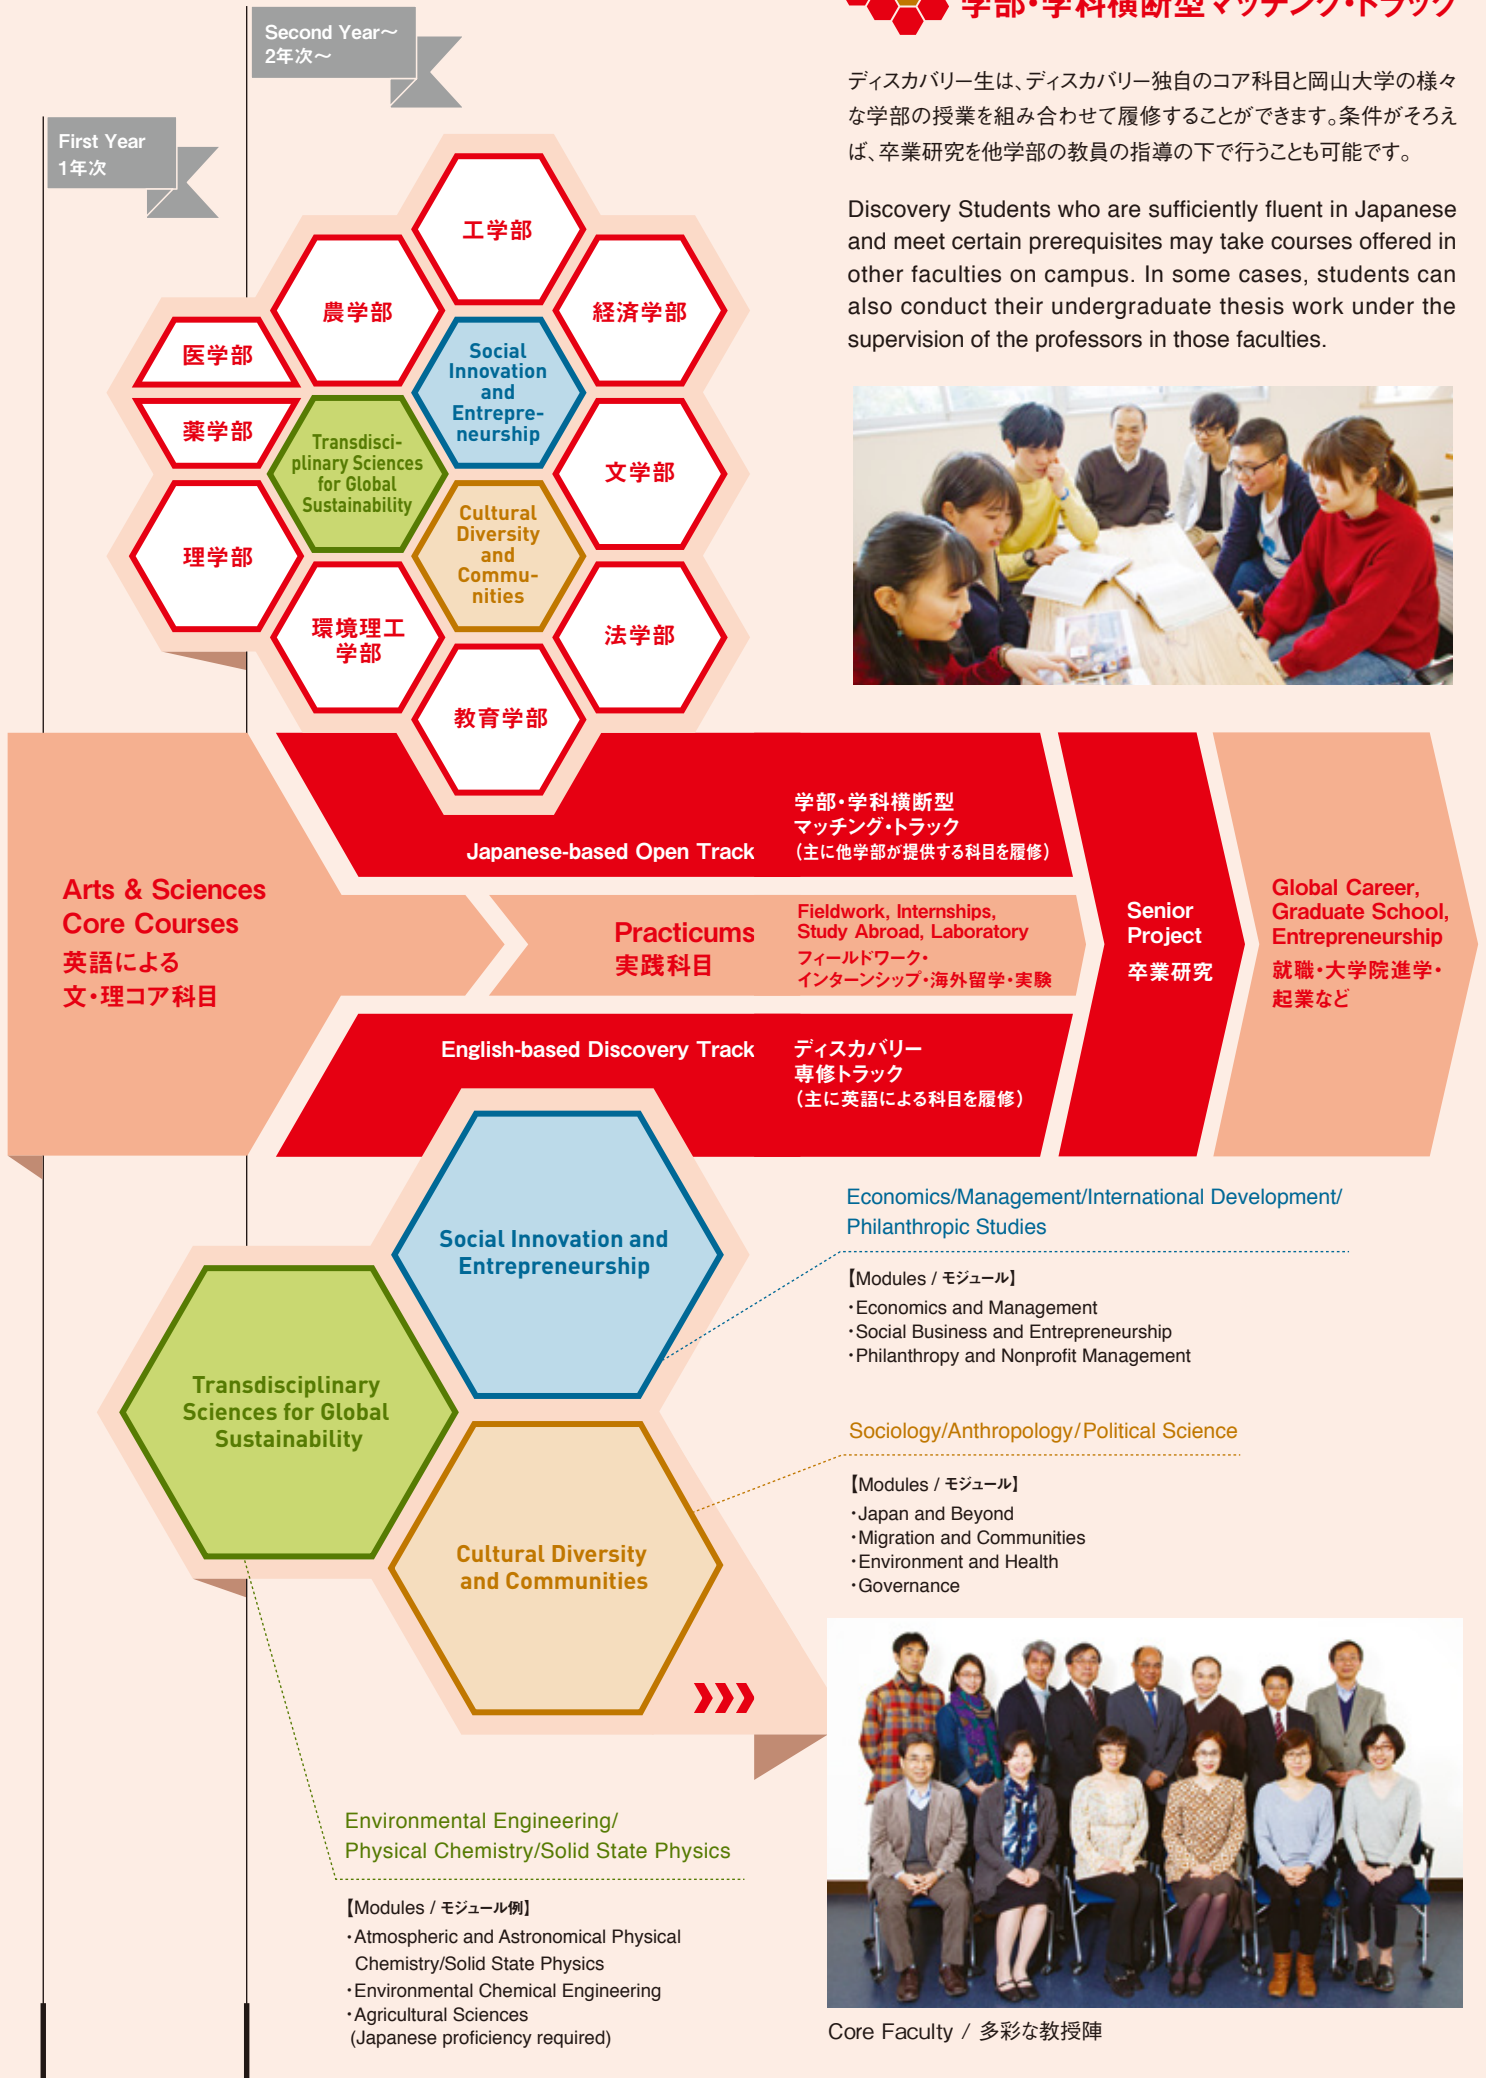 学部・学科横断型マッチング・トラック
Second Year～
2年次～
First Year
1年次
ディスカバリー生は、ディスカバリー独自のコア科目と岡山大学の様々
な学部の授業を組み合わせて履修することができます。条件がそろえ
ば、卒業研究を他学部の教員の指導の下で行うことも可能です。
Discovery Students who are sufficiently fluent in Japanese
and meet certain prerequisites may take courses offered in
other faculties on campus. In some cases, students can
also conduct their undergraduate thesis work under the
supervision of the professors in those faculties.
工学部
農学部
経済学部
医学部
Social
Innovation
and
Entrepre-
neurship
薬学部
Transdisci-
plinary Sciences
for Global
Sustainability
文学部
Cultural
Diversity
and
Commu-
nities
理学部
環境理工
学部
法学部
教育学部
Japanese-based Open Track
学部・学科横断型
マッチング・トラック
（主に他学部が提供する科目を履修）
Arts & Sciences
Core Courses
英語による
文・理コア科目
Practicums
実践科目
Fieldwork, Internships,
Study Abroad, Laboratory
フィールドワーク・
インターンシップ・海外留学・実験
Senior
Project
卒業研究
Global Career,
Graduate School,
Entrepreneurship
就職・大学院進学・
起業など
English-based Discovery Track
ディスカバリー
専修トラック
（主に英語による科目を履修）
Social Innovation and
Entrepreneurship
Economics/Management/International Development/
Philanthropic Studies
【Modules / モジュール】
・Economics and Management
・Social Business and Entrepreneurship
・Philanthropy and Nonprofit Management
Transdisciplinary
Sciences for Global
Sustainability
Sociology/Anthropology/Political Science
【Modules / モジュール】
・Japan and Beyond
・Migration and Communities
・Environment and Health
・Governance
Cultural Diversity
and Communities
Environmental Engineering/
Physical Chemistry/Solid State Physics
【Modules / モジュール例】
・Atmospheric and Astronomical Physical
Chemistry/Solid State Physics
・Environmental Chemical Engineering
・Agricultural Sciences
(Japanese proficiency required)
Core Faculty / 多彩な教授陣